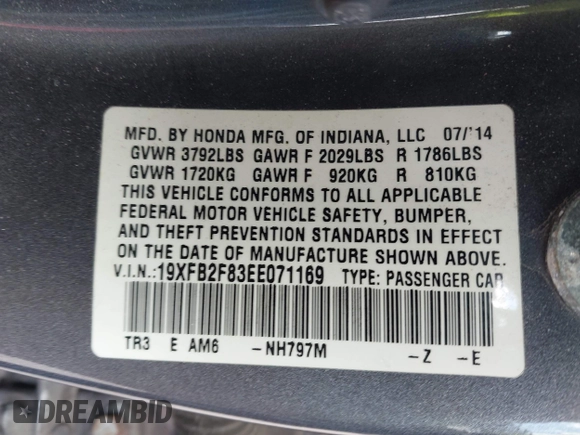 MFD. BY HONDA MFG. OF INDIANA, LLC 07/'14
GVWR 3792LBS GAWR F 2029LBS R 1786LBS
GVWR 1720KG GAWR F 920KG R 810KG
THIS VEHICLE CONFORMS TO ALL APPLICABLE
FEDERAL MOTOR VEHICLE SAFETY, BUMPER,
AND THEFT PREVENTION STANDARDS IN EFFECT
ON THE DATE OF MANUFACTURE SHOWN ABOVE.
V.I.N.:19XFB2F83EE071169 TYPE: PASSENGER CAR
TR3 E AM6 -NH797M -Z -E
DREAMBID